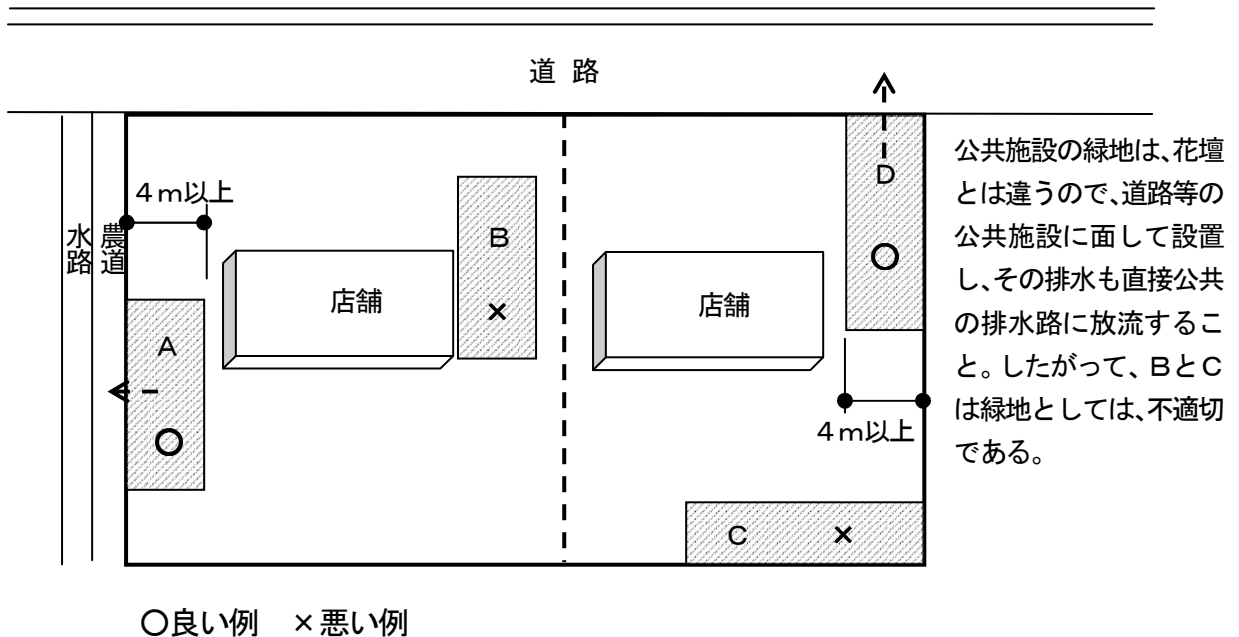 道 路
4m以上
水路
農道
A
B
店舗
店舗
D
C
4m以上
公共施設の緑地は、花壇
とは違うので、道路等の
公共施設に面して設置
し、その排水も直接公共
の排水路に放流するこ
と。したがって、BとC
は緑地としては、不適切
である。
○良い例 ×悪い例